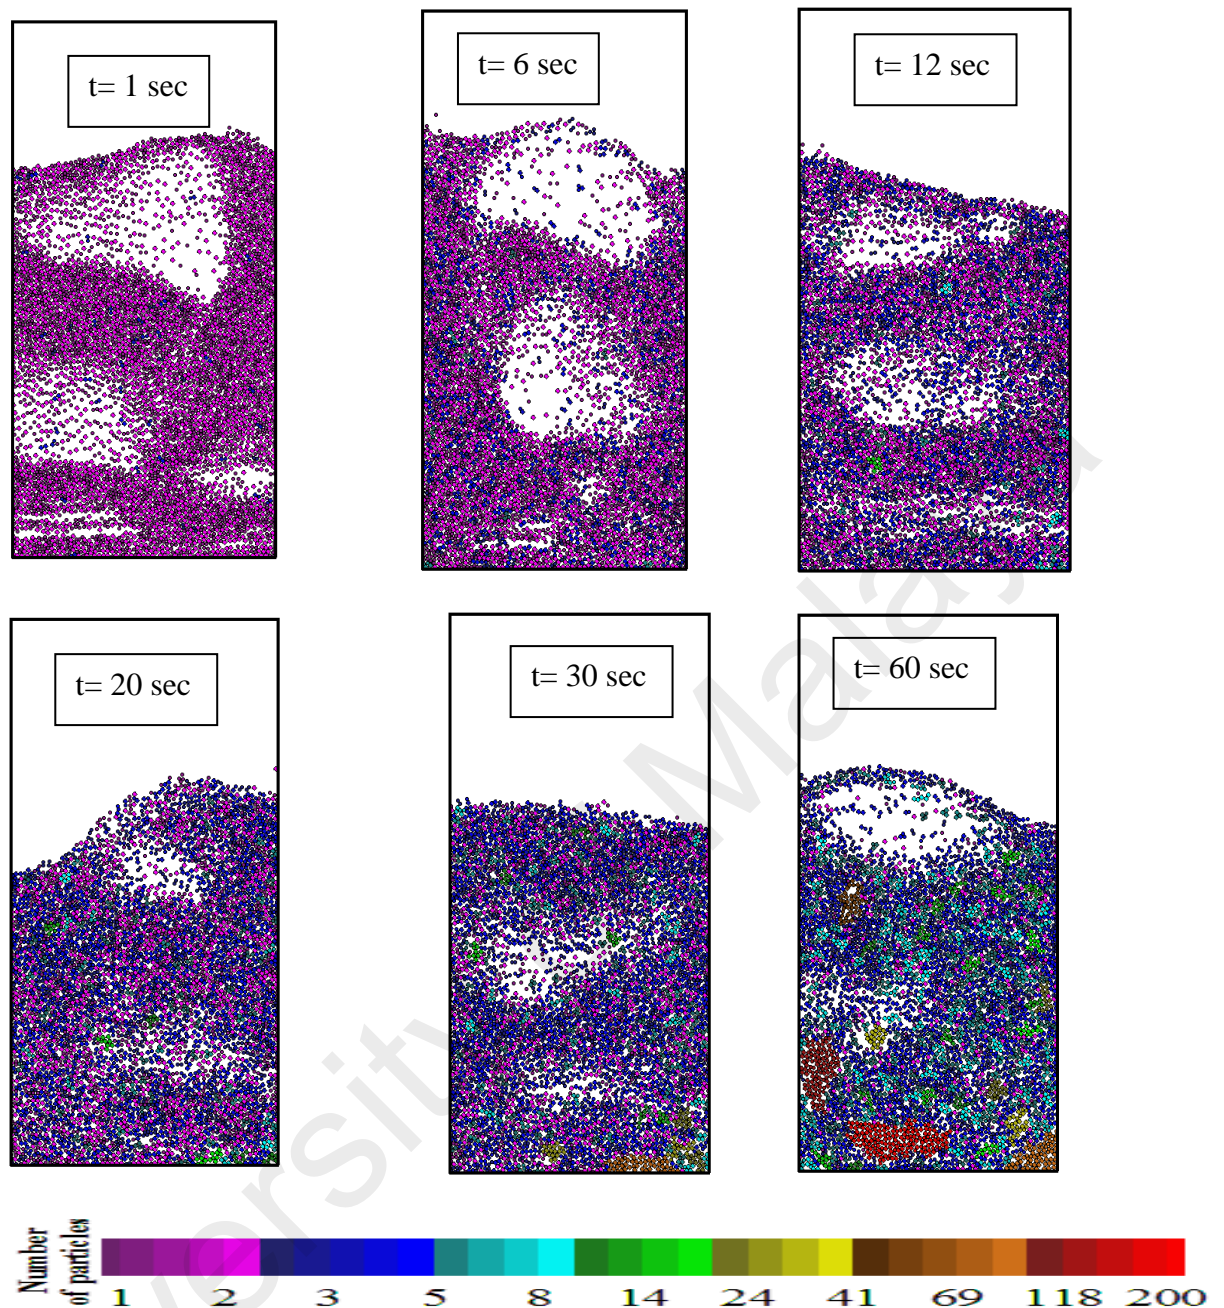 t= 1 sec
t= 6 sec
t= 12 sec
t= 20 sec
t= 30 sec
t= 60 sec
Number
of particles
1 2 3 5 8 14 24 41 69 118 200